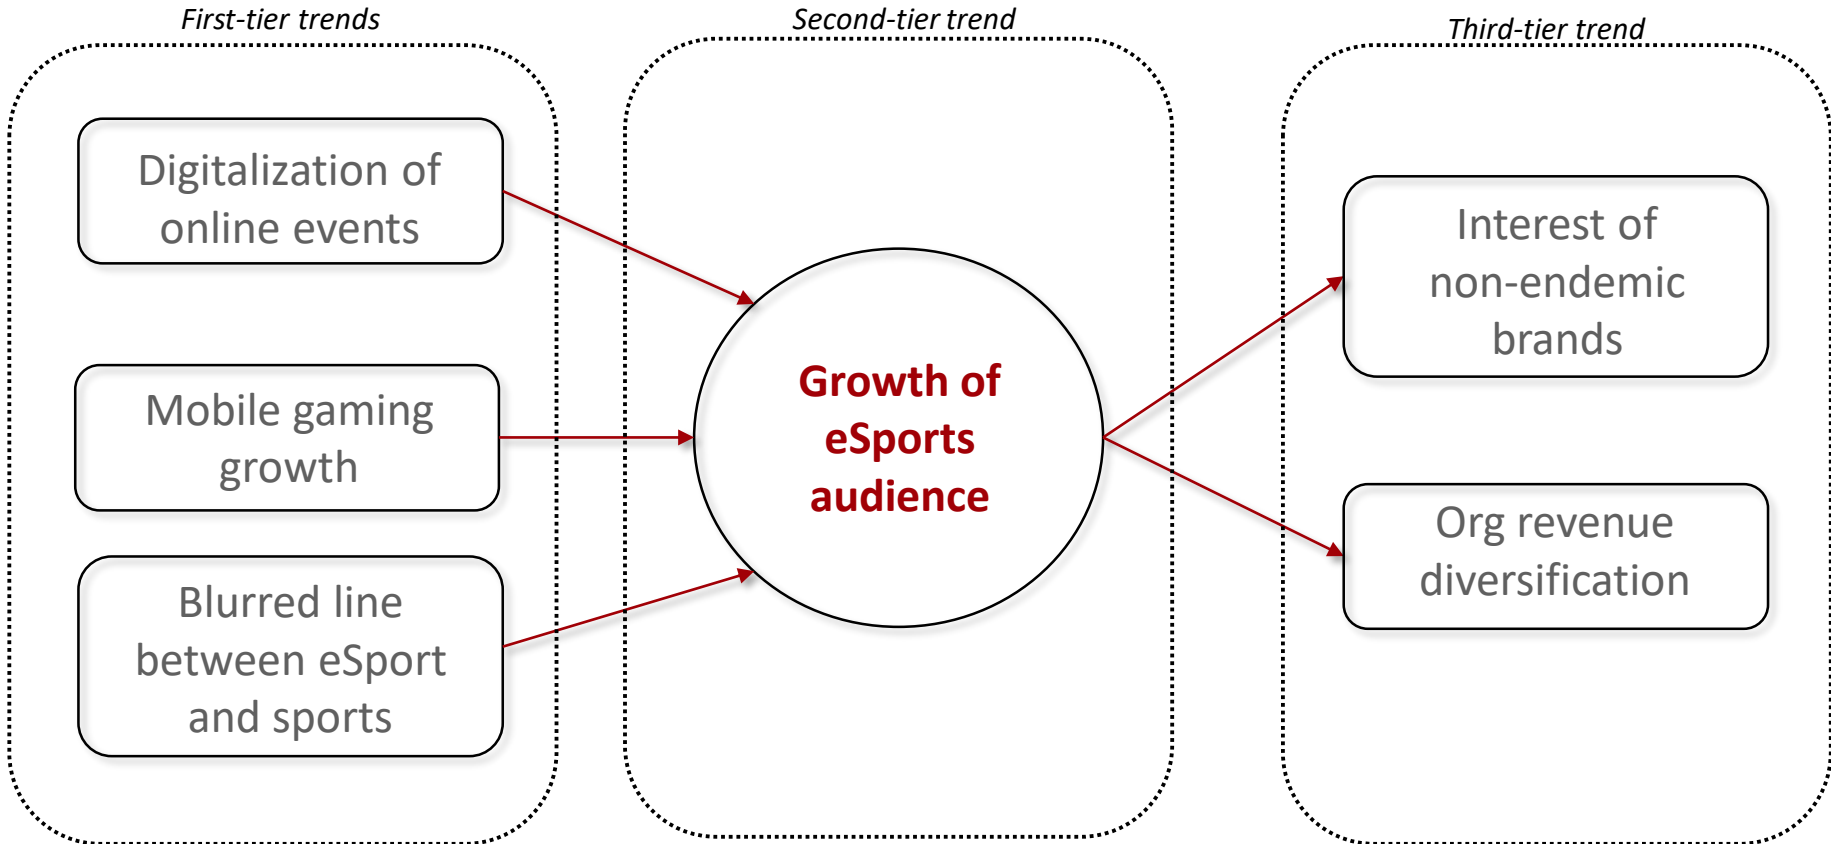 First-tier trends
Second-tier trend
Third-tier trend
Digitalization of
online events
Mobile gaming
growth
Blurred line
between eSport
and sports
Growth of
eSports
audience
Interest of
non-endemic
brands
Org revenue
diversification